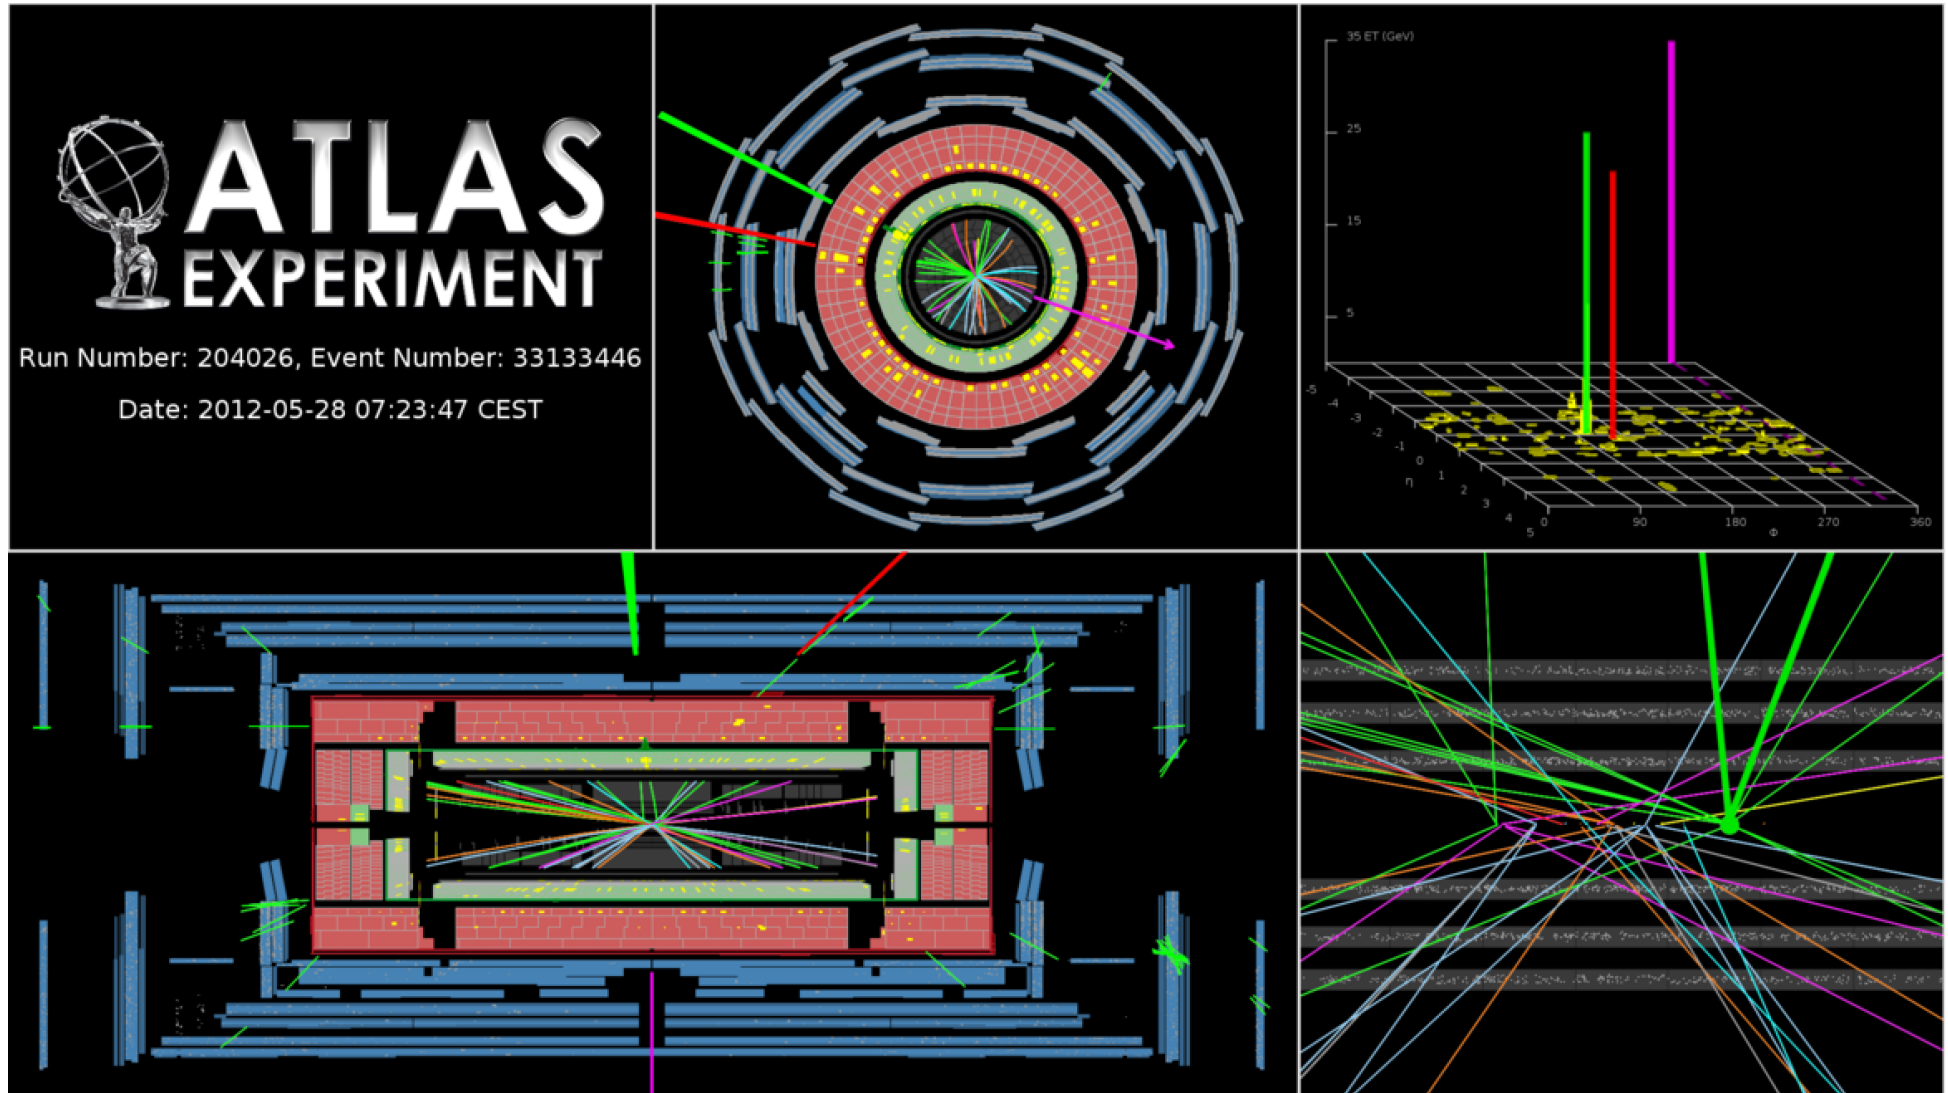 ATLAS
EXPERIMENT
Run Number: 204026, Event Number: 33133446
Date: 2012-05-28 07:23:47 CEST
35 ET (GeV)
25
15
5
-5
-4
-3
-2
-1
0
1
2
3
4
5
η
0
90
180
270
360
Φ